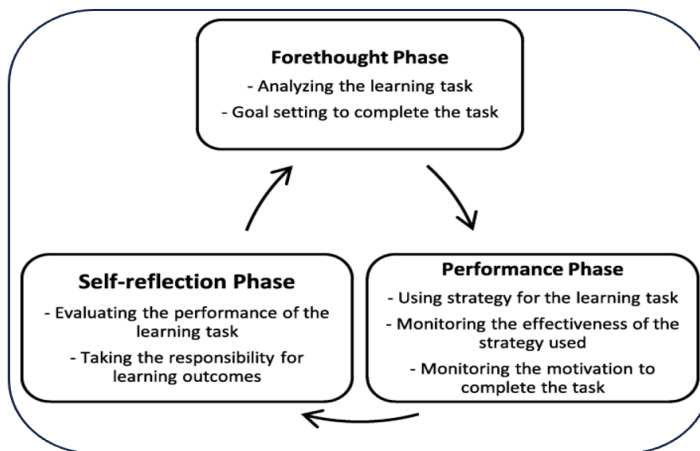 Forethought Phase
- Analyzing the learning task
- Goal setting to complete the task
Self-reflection Phase
- Evaluating the performance of the
learning task
- Taking the responsibility for
learning outcomes
Performance Phase
- Using strategy for the learning task
- Monitoring the effectiveness of the
strategy used
- Monitoring the motivation to
complete the task